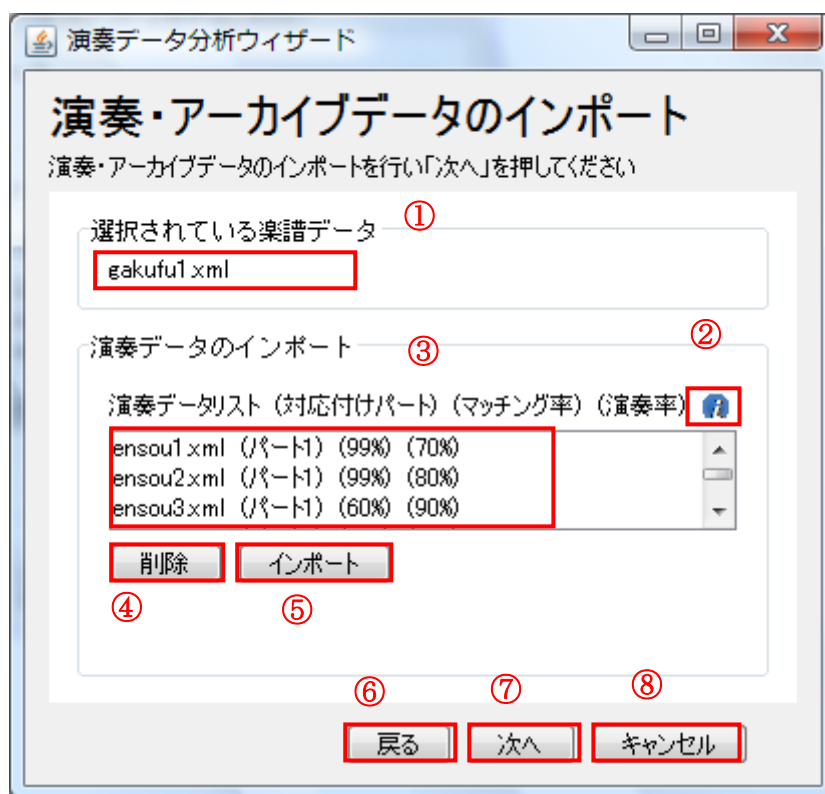 演奏データ分析ウィザード
演奏・アーカイブデータのインポート
演奏・アーカイブデータのインポートを行い「次へ」を押してください
選択されている楽譜データ ①
gakufu1.xml
②
演奏データのインポート ③
演奏データリスト (対応付けパート) (マッチング率) (演奏率)
ensou1.xml (パート1) (99%) (70%)
ensou2.xml (パート1) (99%) (80%)
ensou3.xml (パート1) (60%) (90%)
削除 インポート
④ ⑤
⑥ ⑦ ⑧
戻る 次へ キャンセル